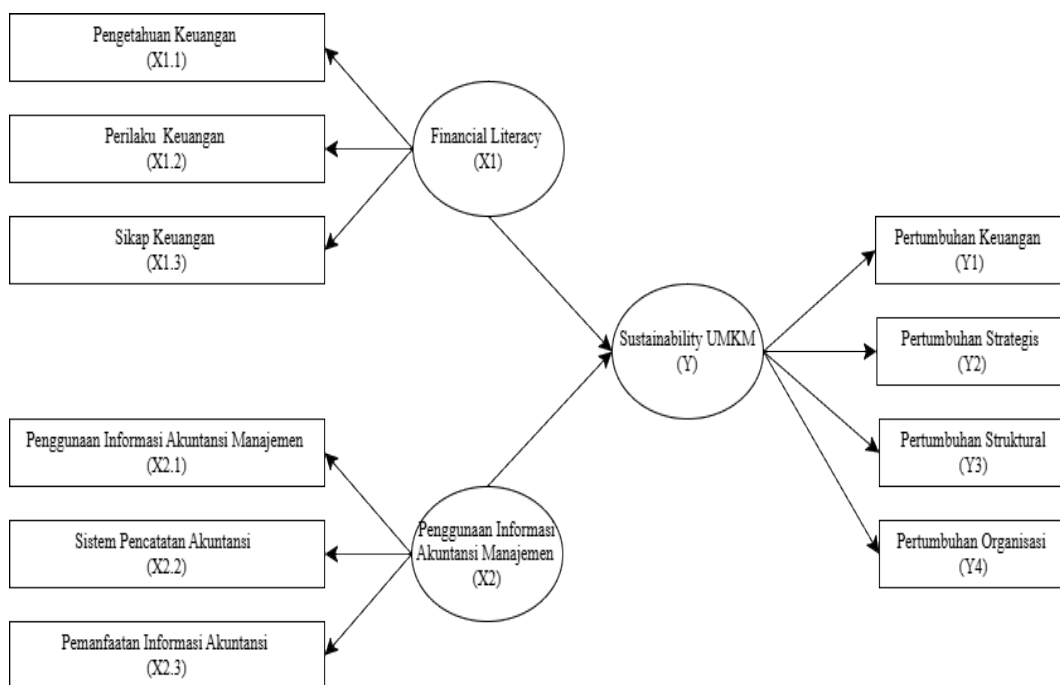 Pengetahuan Keuangan
(X1.1)
Perilaku Keuangan
(X1.2)
Sikap Keuangan
(X1.3)
Financial Literacy
(X1)
Penggunaan Informasi Akuntansi Manajemen
(X2.1)
Sistem Pencatatan Akuntansi
(X2.2)
Pemanfaatan Informasi Akuntansi
(X2.3)
Penggunaan Informasi
Akuntansi Manajemen
(X2)
Sustainability UMKM
(Y)
Pertumbuhan Keuangan
(Y1)
Pertumbuhan Strategis
(Y2)
Pertumbuhan Struktural
(Y3)
Pertumbuhan Organisasi
(Y4)